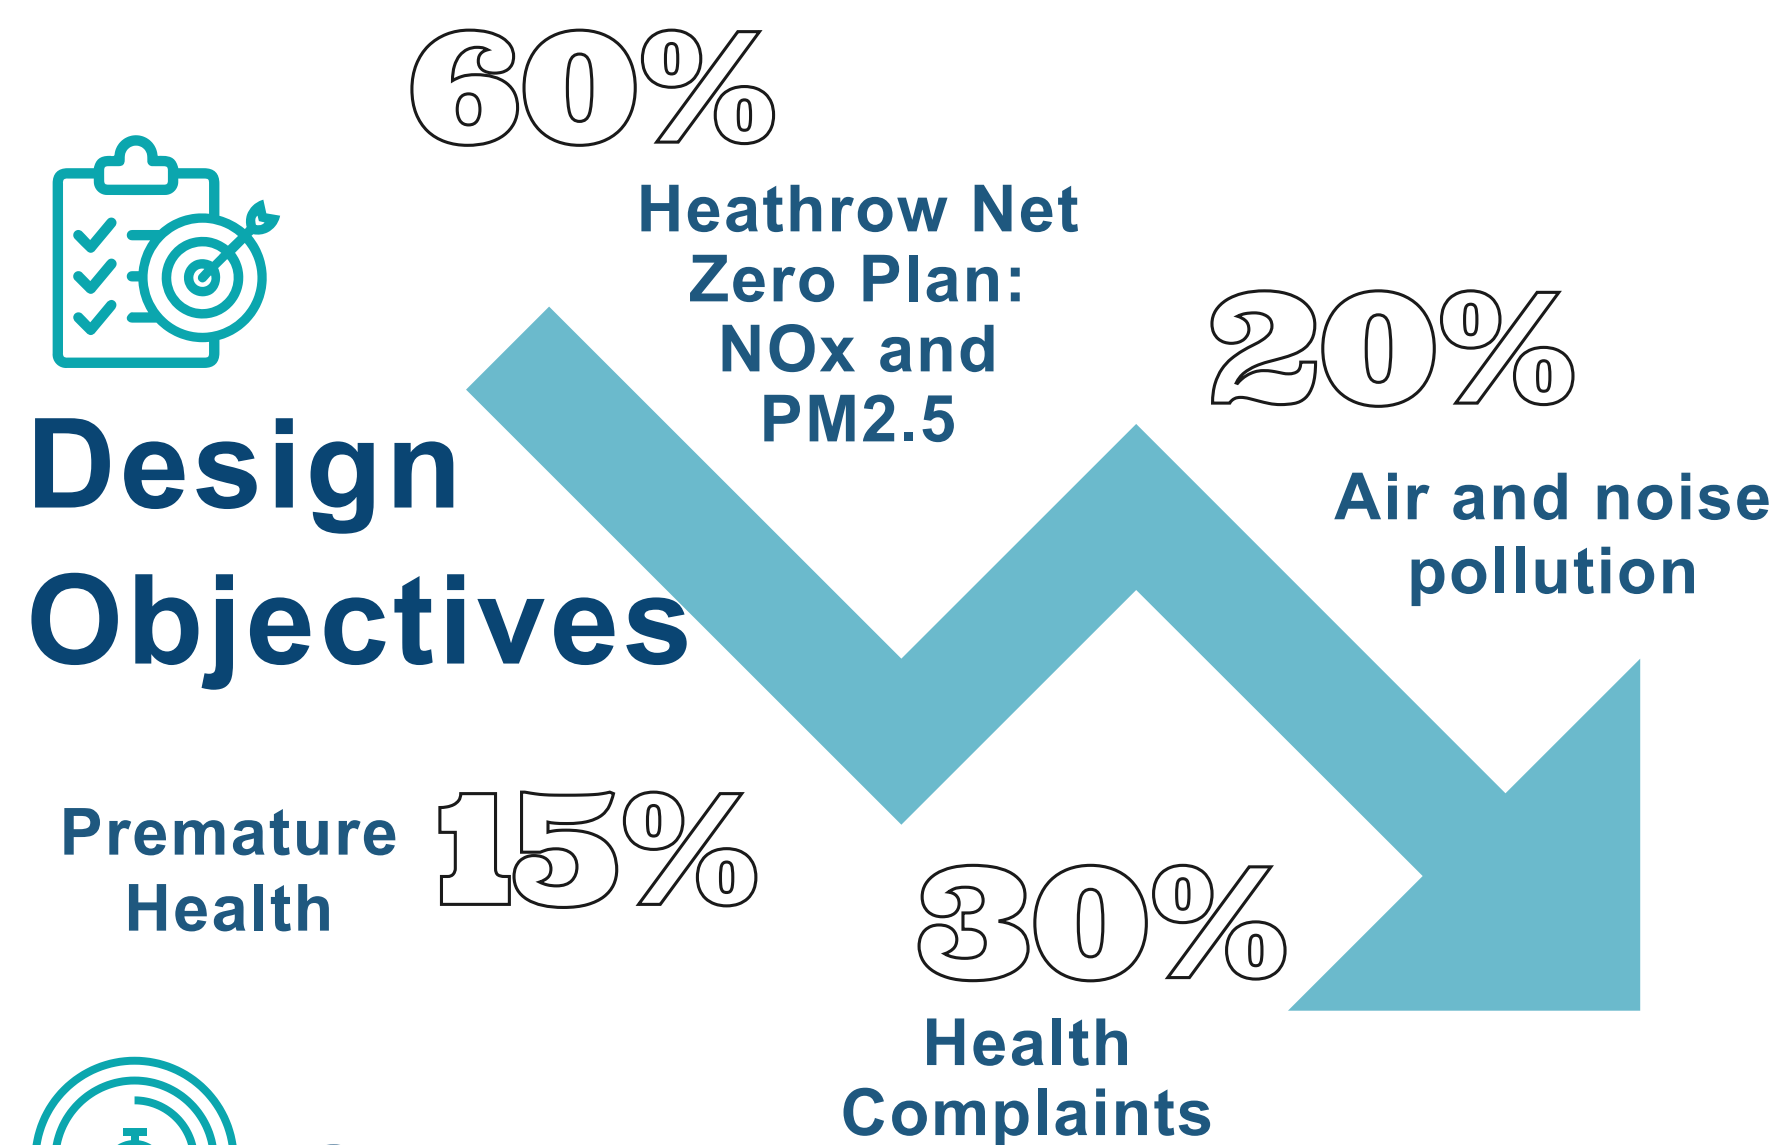 60%
Heathrow Net
Zero Plan:
NOx and
PM2.5
20%
Air and noise
pollution
Design
Objectives
Premature
Health
15%
30%
Health
Complaints